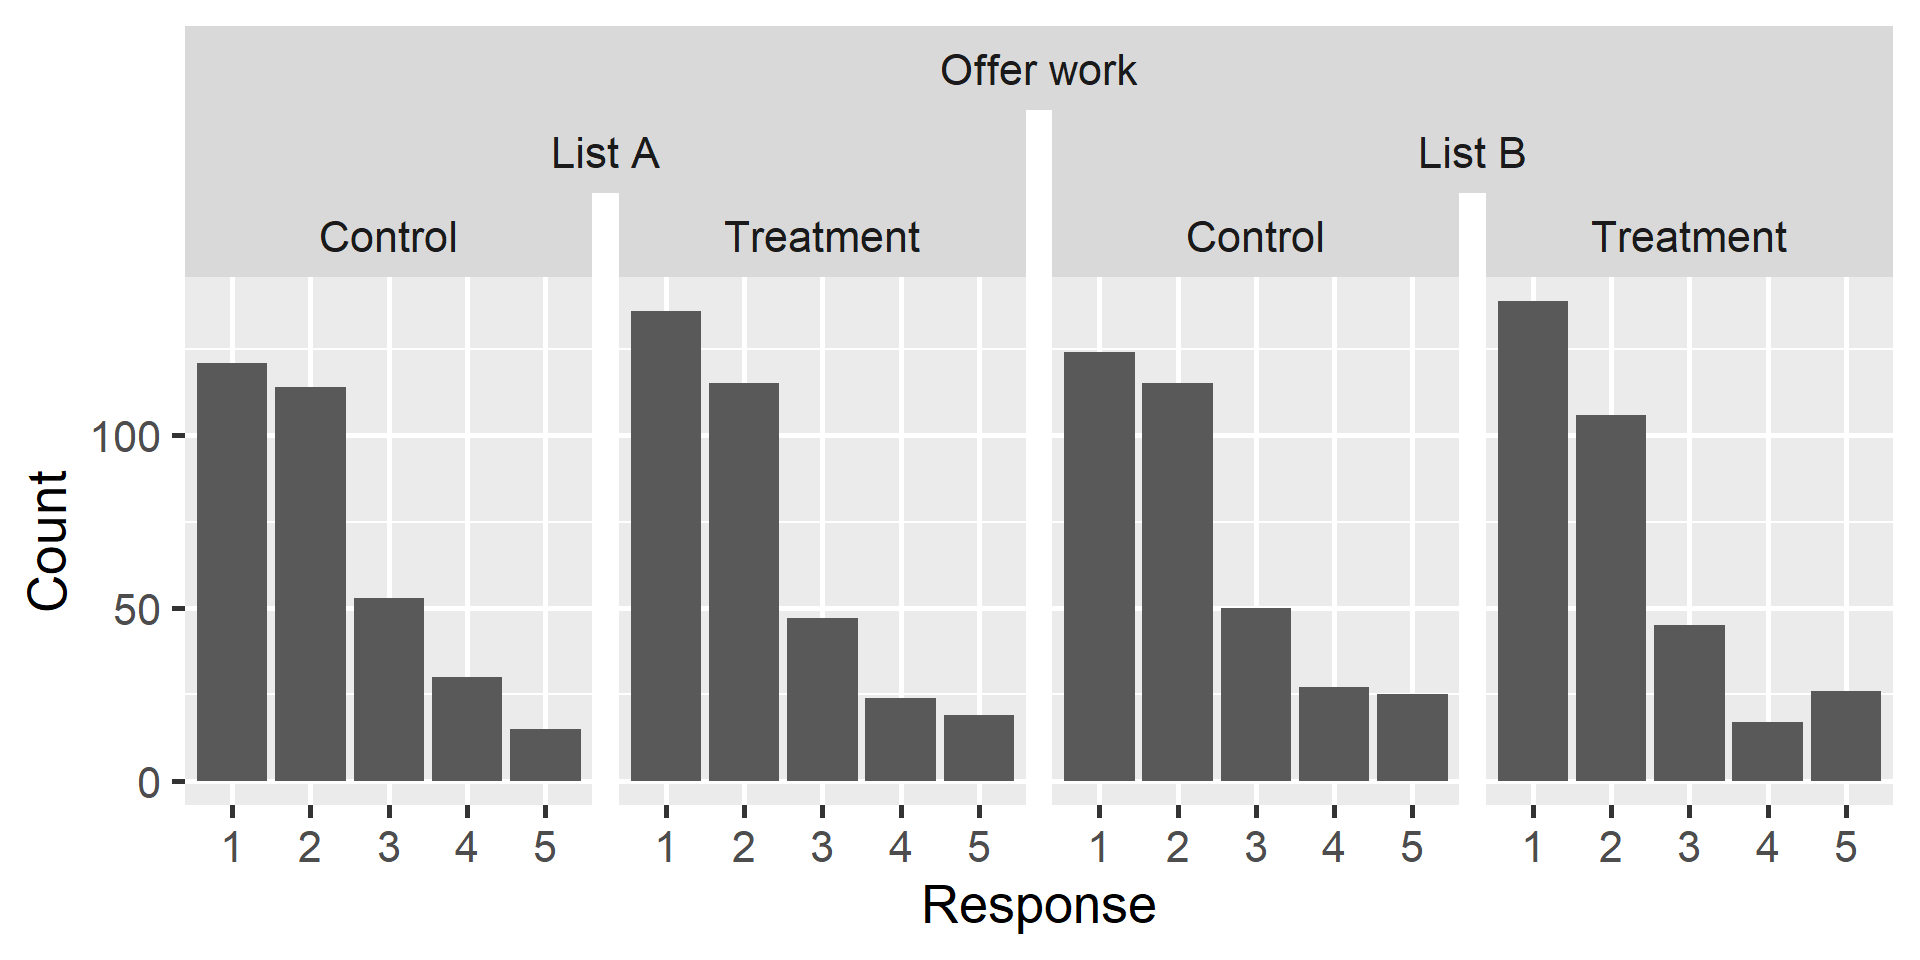 Offer work
List A List B
Control Treatment Control Treatment
100
50
0
Count
1 2 3 4 5 1 2 3 4 5 1 2 3 4 5 1 2 3 4 5
Response